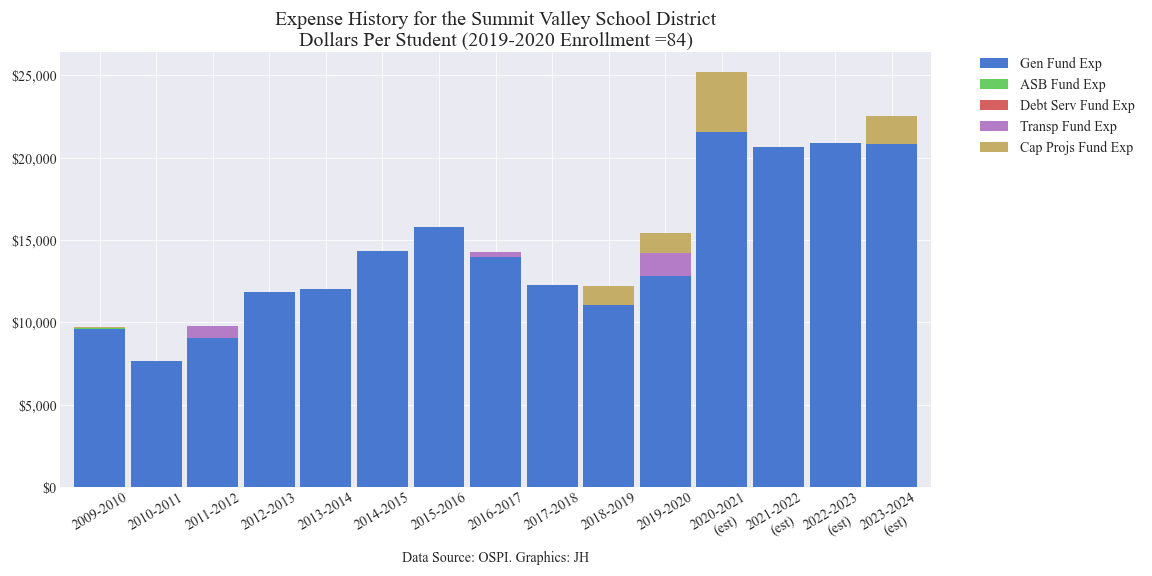 Expense History for the Summit Valley School District
Dollars Per Student (2019-2020 Enrollment =84)
$25,000
$20,000
$15,000
$10,000
$5,000
$0
Gen Fund Exp
ASB Fund Exp
Debt Serv Fund Exp
Transp Fund Exp
Cap Projs Fund Exp
2009-2010
2010-2011
2011-2012
2012-2013
2013-2014
2014-2015
2015-2016
2016-2017
2017-2018
2018-2019
2019-2020
2020-2021
(est)
2021-2022
(est)
2022-2023
(est)
2023-2024
(est)
Data Source: OSPI. Graphics: JH